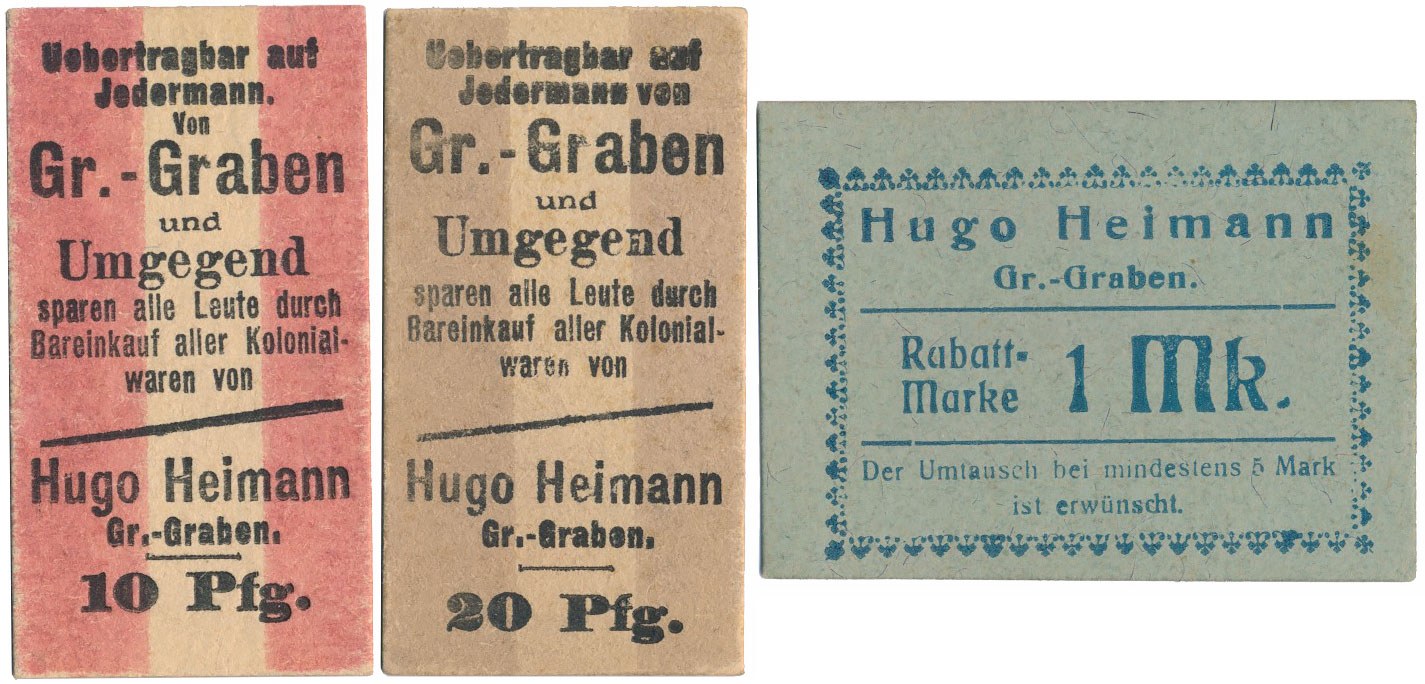 Uebertragbar auf
Jedermann.
Von
Gr.-Graben
und
Umgegend
sparen alle Leute durch
Bareinkauf aller Kolonial-
waren von
Hugo Heimann
Gr.-Graben.
10 Pfg.
Uebertragbar auf
Jedermann von
Gr.-Graben
und
Umgegend
sparen alle Leute durch
Bareinkauf aller Kolonial-
waren von
Hugo Heimann
Gr.-Graben.
20 Pfg.
Hugo Heimann
Gr.-Graben.
Rabatt-
Marke
1 Mk.
Der Umtausch bei mindestens 5 Mark
ist erwünscht.